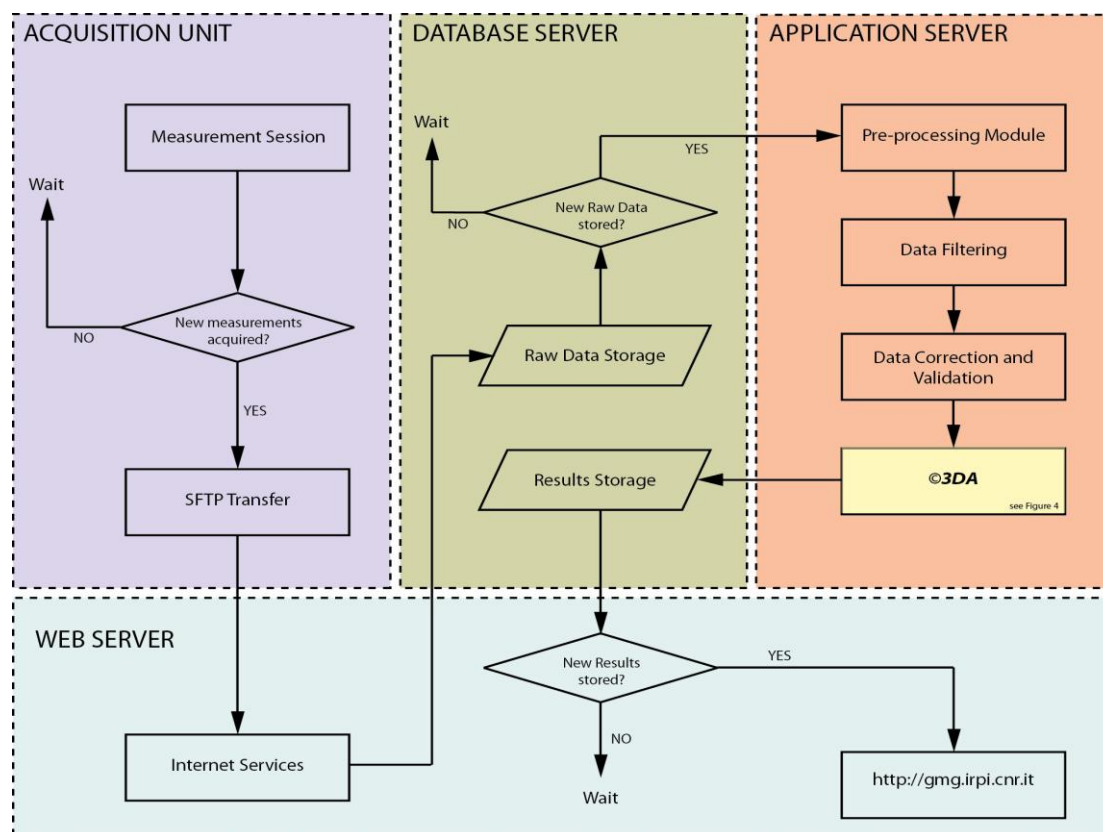 ACQUISITION UNIT
Measurement Session
Wait
New measurements
acquired?
NO
YES
SFTP Transfer
DATABASE SERVER
Wait
YES
New Raw Data
stored?
NO
Raw Data Storage
Results Storage
APPLICATION SERVER
Pre-processing Module
Data Filtering
Data Correction and
Validation
©3DA
see Figure 4
WEB SERVER
Internet Services
New Results
stored?
YES
NO
Wait
http://gmg.irpi.cnr.it